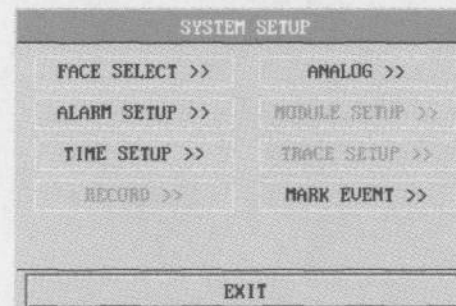 SYSTEM SETUP
FACE SELECT >> ANALOG >>
ALARM SETUP >> MODULE SETUP >>
TIME SETUP >> TRACE SETUP >>
RECORD >> MARK EVENT >>
EXIT